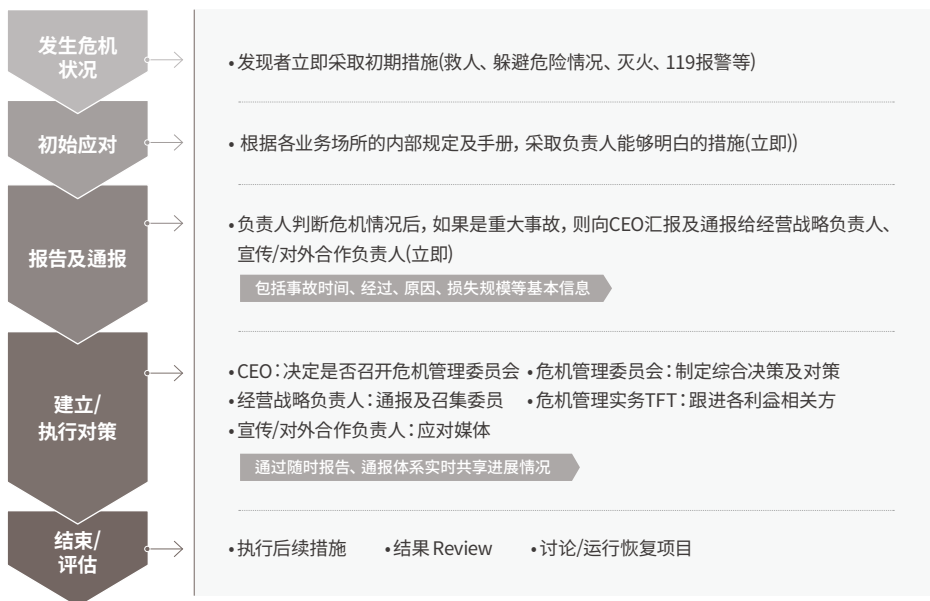 发生危机
状况
•发现者立即采取初期措施(救人、躲避危险情况、灭火、119报警等)
初始应对
• 根据各业务场所的内部规定及手册, 采取负责人能够明白的措施(立即))
报告及通报
•负责人判断危机情况后, 如果是重大事故, 则向CEO汇报及通报给经营战略负责人、
宣传/对外合作负责人(立即)
包括事故时间、经过、原因、损失规模等基本信息
建立/
执行对策
•CEO:决定是否召开危机管理委员会 •危机管理委员会:制定综合决策及对策
•经营战略负责人:通报及召集委员 •危机管理实务TFT:跟进各利益相关方
•宣传/对外合作负责人:应对媒体
通过随时报告、通报体系实时共享进展情况
结束/
评估
•执行后续措施 •结果 Review •讨论/运行恢复项目